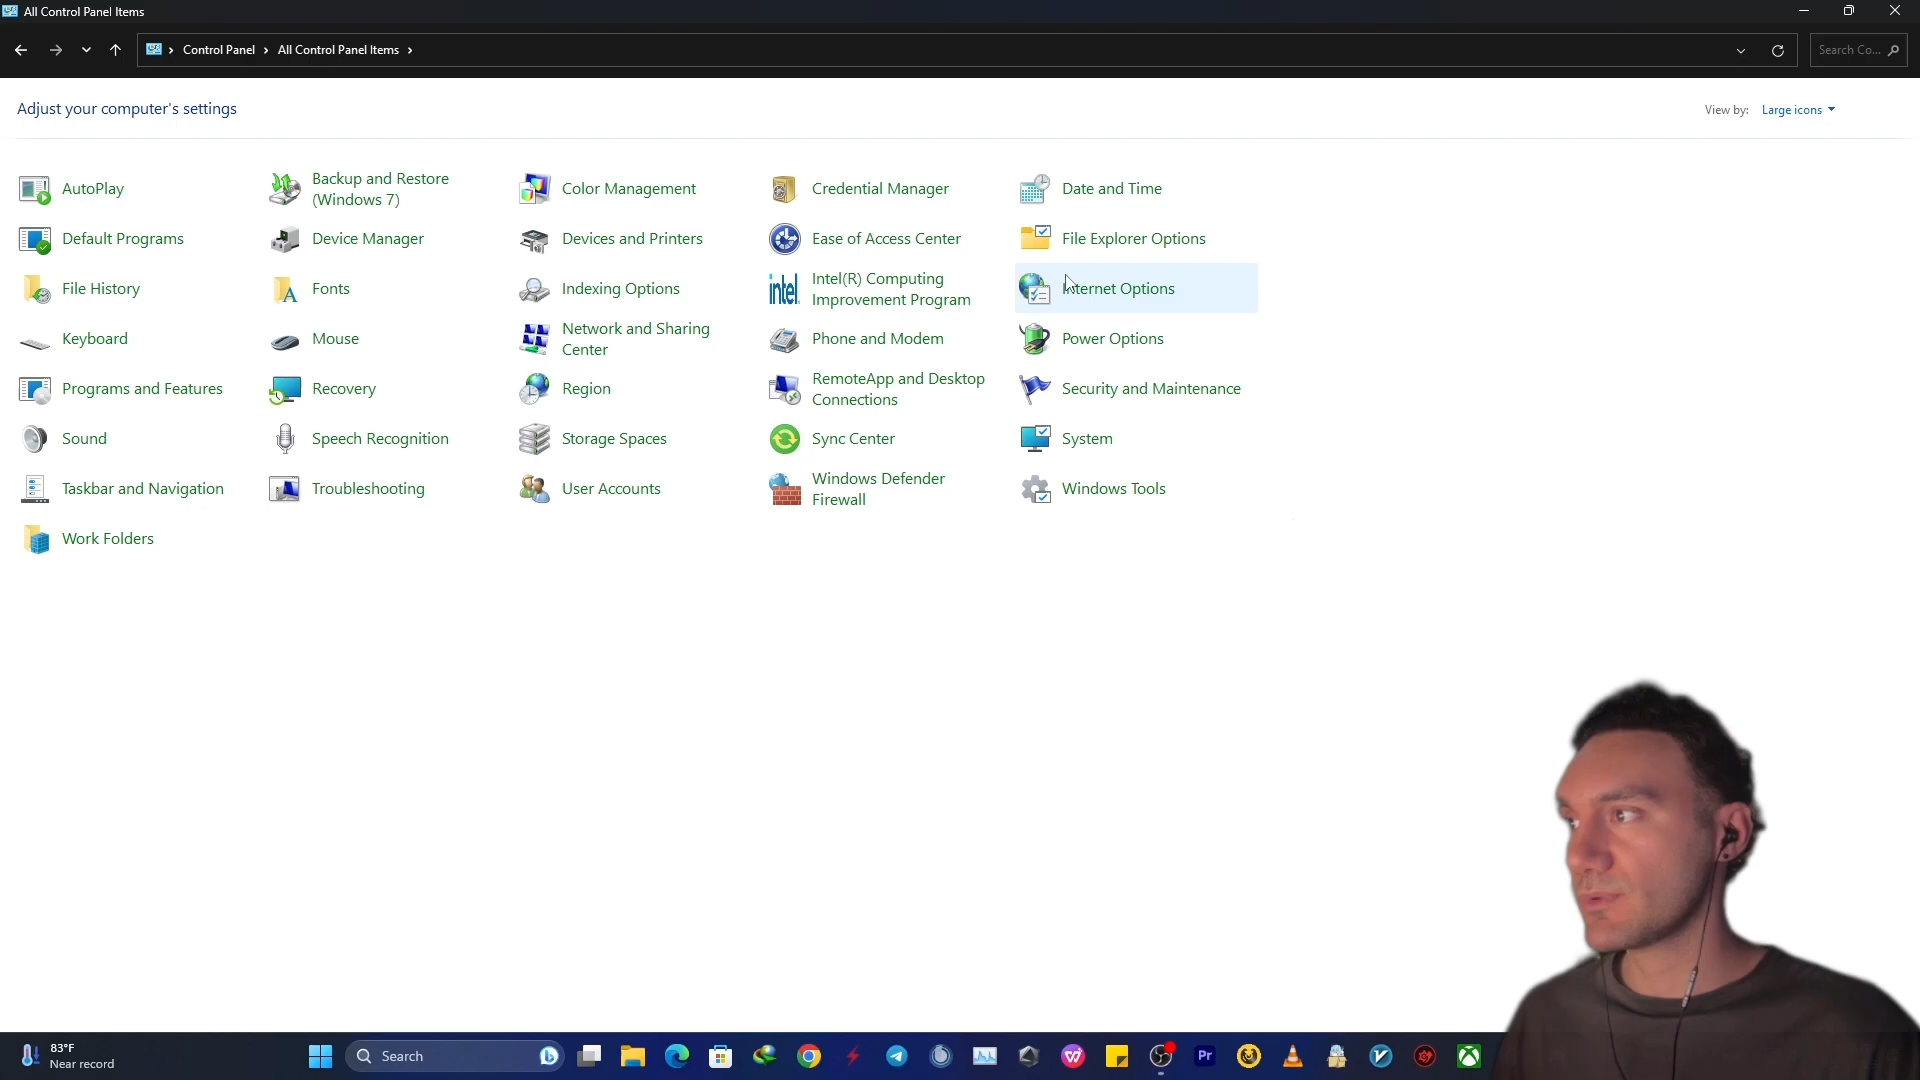 All Control Panel Items
Control Panel > All Control Panel Items >
Search Co...
Adjust your computer's settings
View by: Large icons
AutoPlay
Backup and Restore
(Windows 7)
Color Management
Credential Manager
Date and Time
Default Programs
Device Manager
Devices and Printers
Ease of Access Center
File Explorer Options
File History
Fonts
Indexing Options
Intel(R) Computing
Improvement Program
intel
Internet Options
Keyboard
Mouse
Network and Sharing
Center
Phone and Modem
Power Options
Programs and Features
Recovery
Region
RemoteApp and Desktop
Connections
Security and Maintenance
Sound
Speech Recognition
Storage Spaces
Sync Center
System
Taskbar and Navigation
Troubleshooting
User Accounts
Windows Defender
Firewall
Windows Tools
Work Folders
83°F
Near record
Search
Pr